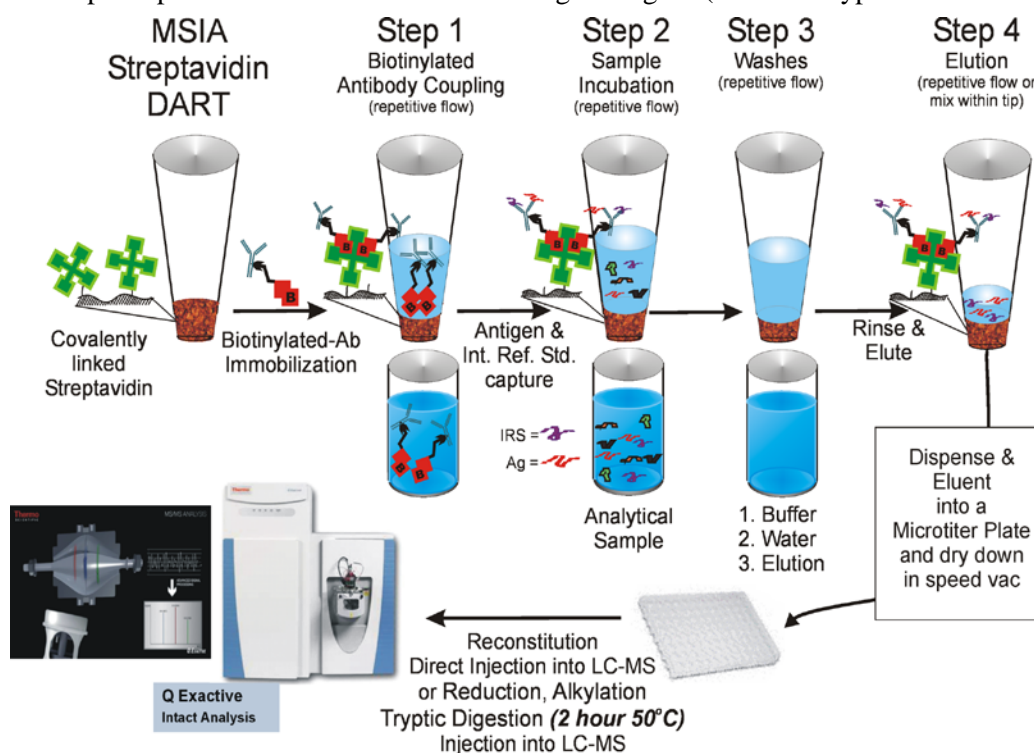 MSIA
Streptavidin
DART
Step 1
Biotinylated
Antibody Coupling
(repetitive flow)
Step 2
Sample
Incubation
(repetitive flow)
Step 3
Washes
(repetitive flow)
Step 4
Elution
(repetitive flow or
mix within tip)
Covalently
linked
Streptavidin
B
Biotinylated-Ab
Immobilization
B B
B B
Antigen &
Int. Ref. Std.
capture
B B
Rinse &
Elute
B B
B B
IRS =
Ag =
Analytical
Sample
1. Buffer
2. Water
3. Elution
Dispense &
Eluent
into a
Microtiter Plate
and dry down
in speed vac
Thermo
MS/MS ANALYSIS
Thermo
Q Exactive
Intact Analysis
Reconstitution
Direct Injection into LC-MS
or Reduction, Alkylation
Tryptic Digestion (2 hour 50°C)
Injection into LC-MS